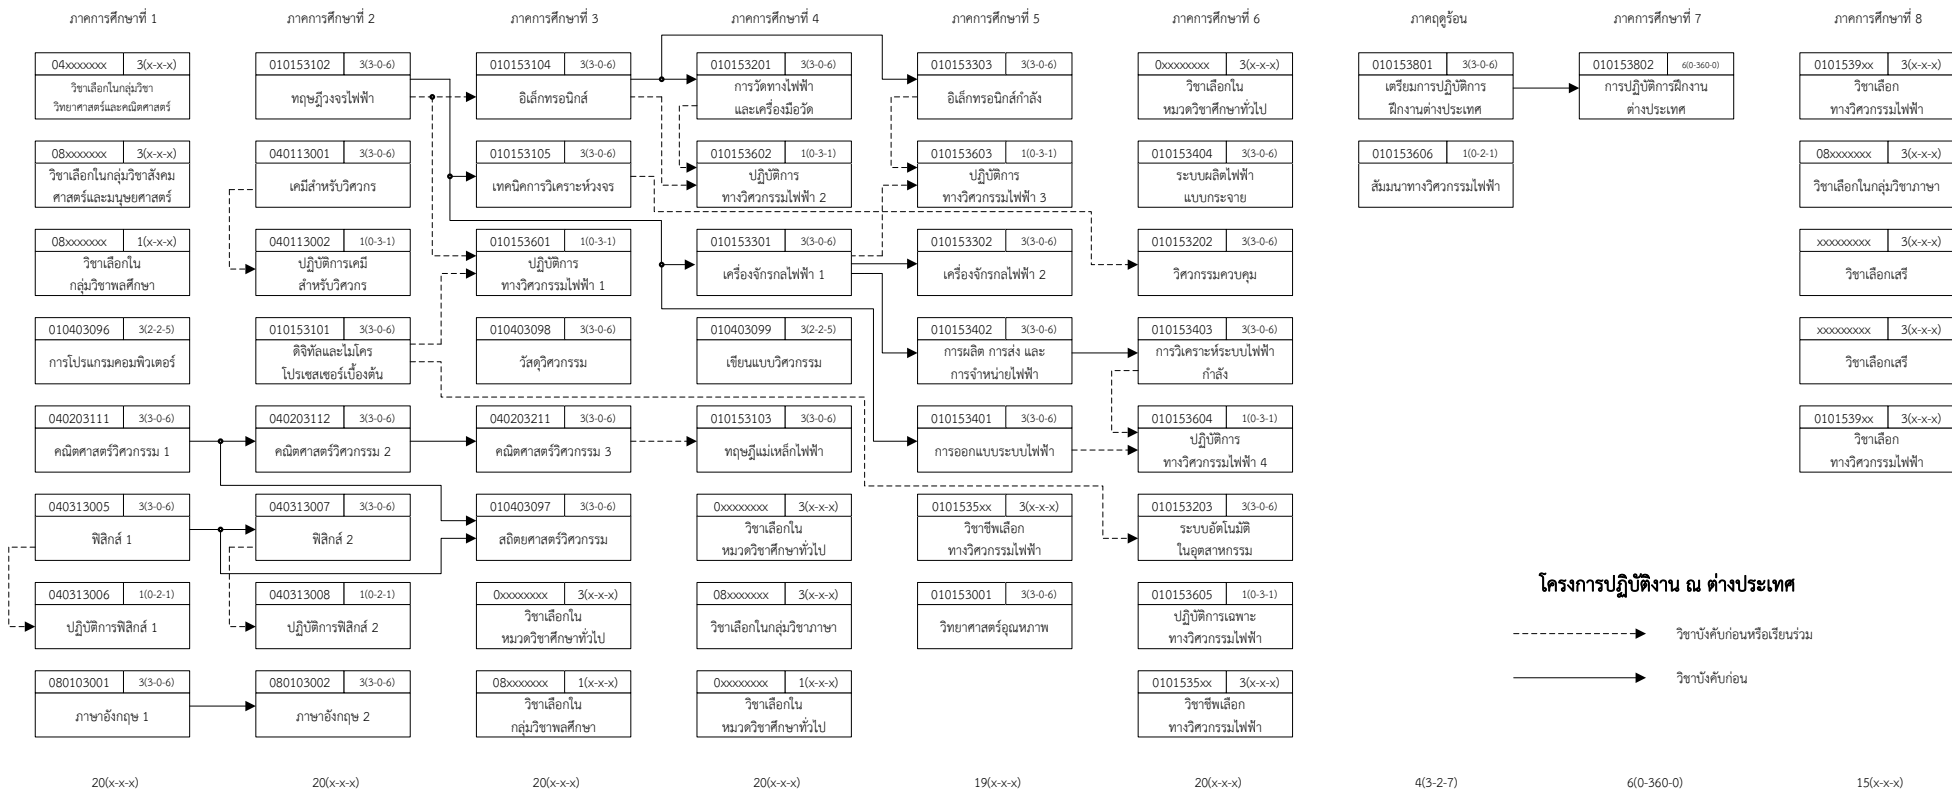 ภาคการศึกษาที่ 1
04xxxxxxx 3(x-x-x)
วิชาเลือกในกลุ่มวิชา
วิทยาศาสตร์และคณิตศาสตร์
08xxxxxxx 3(x-x-x)
วิชาเลือกในกลุ่มวิชาสังคม
ศาสตร์และมนุษยศาสตร์
08xxxxxxx 1(x-x-x)
วิชาเลือกใน
กลุ่มวิชาพลศึกษา
010403096 3(2-2-5)
การโปรแกรมคอมพิวเตอร์
040203111 3(3-0-6)
คณิตศาสตร์วิศวกรรม 1
040313005 3(3-0-6)
ฟิสิกส์ 1
040313006 1(0-2-1)
ปฏิบัติการฟิสิกส์ 1
080103001 3(3-0-6)
ภาษาอังกฤษ 1
20(x-x-x)
ภาคการศึกษาที่ 2
010153102 3(3-0-6)
ทฤษฎีวงจรไฟฟ้า
040113001 3(3-0-6)
เคมีสำหรับวิศวกร
040113002 1(0-3-1)
ปฏิบัติการเคมี
สำหรับวิศวกร
010153101 3(3-0-6)
ดิจิทัลและไมโคร
โปรเซสเซอร์เบื้องต้น
040203112 3(3-0-6)
คณิตศาสตร์วิศวกรรม 2
040313007 3(3-0-6)
ฟิสิกส์ 2
040313008 1(0-2-1)
ปฏิบัติการฟิสิกส์ 2
080103002 3(3-0-6)
ภาษาอังกฤษ 2
20(x-x-x)
ภาคการศึกษาที่ 3
010153104 3(3-0-6)
อิเล็กทรอนิกส์
010153105 3(3-0-6)
เทคนิคการวิเคราะห์วงจร
010153601 1(0-3-1)
ปฏิบัติการ
ทางวิศวกรรมไฟฟ้า 1
010403098 3(3-0-6)
วัสดุวิศวกรรม
040203211 3(3-0-6)
คณิตศาสตร์วิศวกรรม 3
010403097 3(3-0-6)
สถิตยศาสตร์วิศวกรรม
0xxxxxxxx 3(x-x-x)
วิชาเลือกใน
หมวดวิชาศึกษาทั่วไป
08xxxxxxx 1(x-x-x)
วิชาเลือกใน
กลุ่มวิชาพลศึกษา
20(x-x-x)
ภาคการศึกษาที่ 4
010153201 3(3-0-6)
การวัดทางไฟฟ้า
และเครื่องมือวัด
010153602 1(0-3-1)
ปฏิบัติการ
ทางวิศวกรรมไฟฟ้า 2
010153301 3(3-0-6)
เครื่องจักรกลไฟฟ้า 1
010403099 3(2-2-5)
เขียนแบบวิศวกรรม
010153103 3(3-0-6)
ทฤษฎีแม่เหล็กไฟฟ้า
0xxxxxxxx 3(x-x-x)
วิชาเลือกใน
หมวดวิชาศึกษาทั่วไป
08xxxxxxx 3(x-x-x)
วิชาเลือกในกลุ่มวิชาภาษา
0xxxxxxxx 1(x-x-x)
วิชาเลือกใน
หมวดวิชาศึกษาทั่วไป
20(x-x-x)
ภาคการศึกษาที่ 5
010153303 3(3-0-6)
อิเล็กทรอนิกส์กำลัง
010153603 1(0-3-1)
ปฏิบัติการ
ทางวิศวกรรมไฟฟ้า 3
010153302 3(3-0-6)
เครื่องจักรกลไฟฟ้า 2
010153402 3(3-0-6)
การผลิต การส่ง และ
การจำหน่ายไฟฟ้า
010153401 3(3-0-6)
การออกแบบระบบไฟฟ้า
0101535xx 3(x-x-x)
วิชาชีพเลือก
ทางวิศวกรรมไฟฟ้า
010153001 3(3-0-6)
วิทยาศาสตร์อุณหภาพ
19(x-x-x)
ภาคการศึกษาที่ 6
0xxxxxxxx 3(x-x-x)
วิชาเลือกใน
หมวดวิชาศึกษาทั่วไป
010153404 3(3-0-6)
ระบบผลิตไฟฟ้า
แบบกระจาย
010153202 3(3-0-6)
วิศวกรรมควบคุม
010153403 3(3-0-6)
การวิเคราะห์ระบบไฟฟ้า
กำลัง
010153604 1(0-3-1)
ปฏิบัติการ
ทางวิศวกรรมไฟฟ้า 4
010153203 3(3-0-6)
ระบบอัตโนมัติ
ในอุตสาหกรรม
010153605 1(0-3-1)
ปฏิบัติการเฉพาะ
ทางวิศวกรรมไฟฟ้า
0101535xx 3(x-x-x)
วิชาชีพเลือก
ทางวิศวกรรมไฟฟ้า
20(x-x-x)
ภาคฤดูร้อน
010153801 3(3-0-6)
เตรียมการปฏิบัติการ
ฝึกงานต่างประเทศ
010153606 1(0-2-1)
สัมมนาทางวิศวกรรมไฟฟ้า
4(3-2-7)
ภาคการศึกษาที่ 7
010153802 6(0-360-0)
การปฏิบัติการฝึกงาน
ต่างประเทศ
6(0-360-0)
ภาคการศึกษาที่ 8
0101539xx 3(x-x-x)
วิชาเลือก
ทางวิศวกรรมไฟฟ้า
08xxxxxxx 3(x-x-x)
วิชาเลือกในกลุ่มวิชาภาษา
xxxxxxxxx 3(x-x-x)
วิชาเลือกเสรี
xxxxxxxxx 3(x-x-x)
วิชาเลือกเสรี
0101539xx 3(x-x-x)
วิชาเลือก
ทางวิศวกรรมไฟฟ้า
15(x-x-x)
โครงการปฏิบัติงาน ณ ต่างประเทศ
วิชาบังคับก่อนหรือเรียนร่วม
วิชาบังคับก่อน